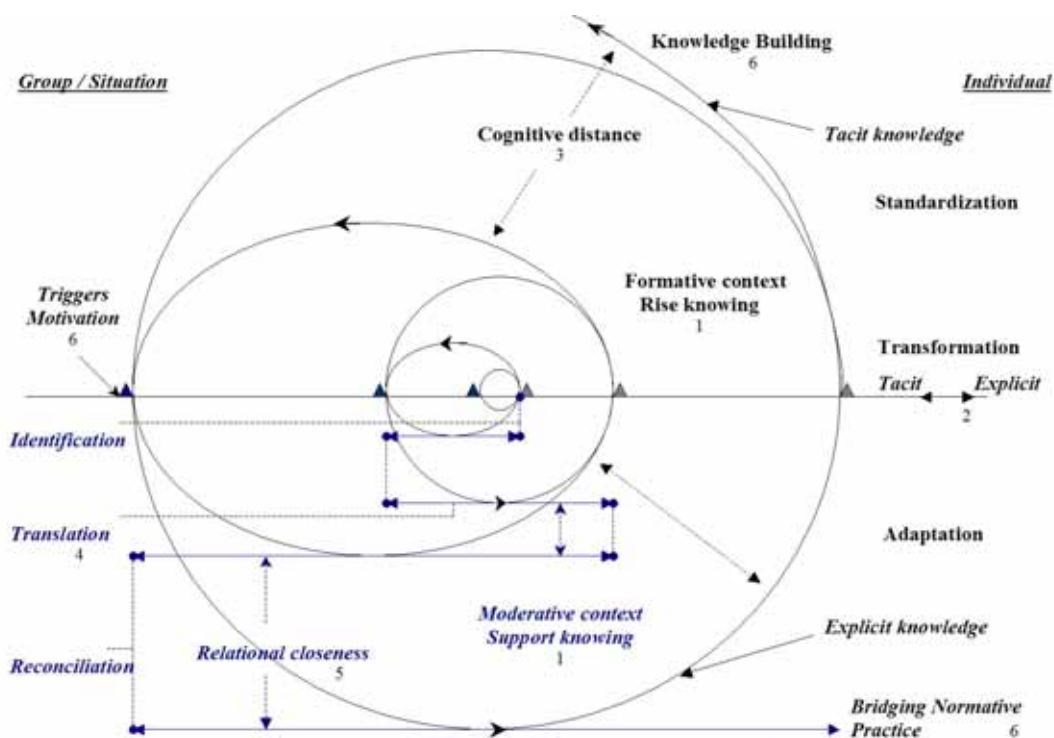 Knowledge Building
6
Group / Situation
Individual
Tacit knowledge
Cognitive distance
3
Standardization
Formative context
Rise knowing
1
Triggers
Motivation
6
Transformation
Tacit
Explicit
2
Identification
Translation
4
Adaptation
Moderative context
Support knowing
1
Explicit knowledge
Relational closeness
5
Reconciliation
Bridging Normative
Practice
6